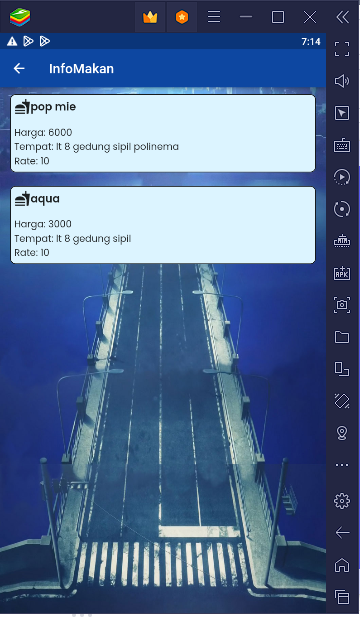 7:14
InfoMakan
pop mie
Harga: 6000
Tempat: lt 8 gedung sipil polinema
Rate: 10
aqua
Harga: 3000
Tempat: lt 8 gedung sipil
Rate: 10